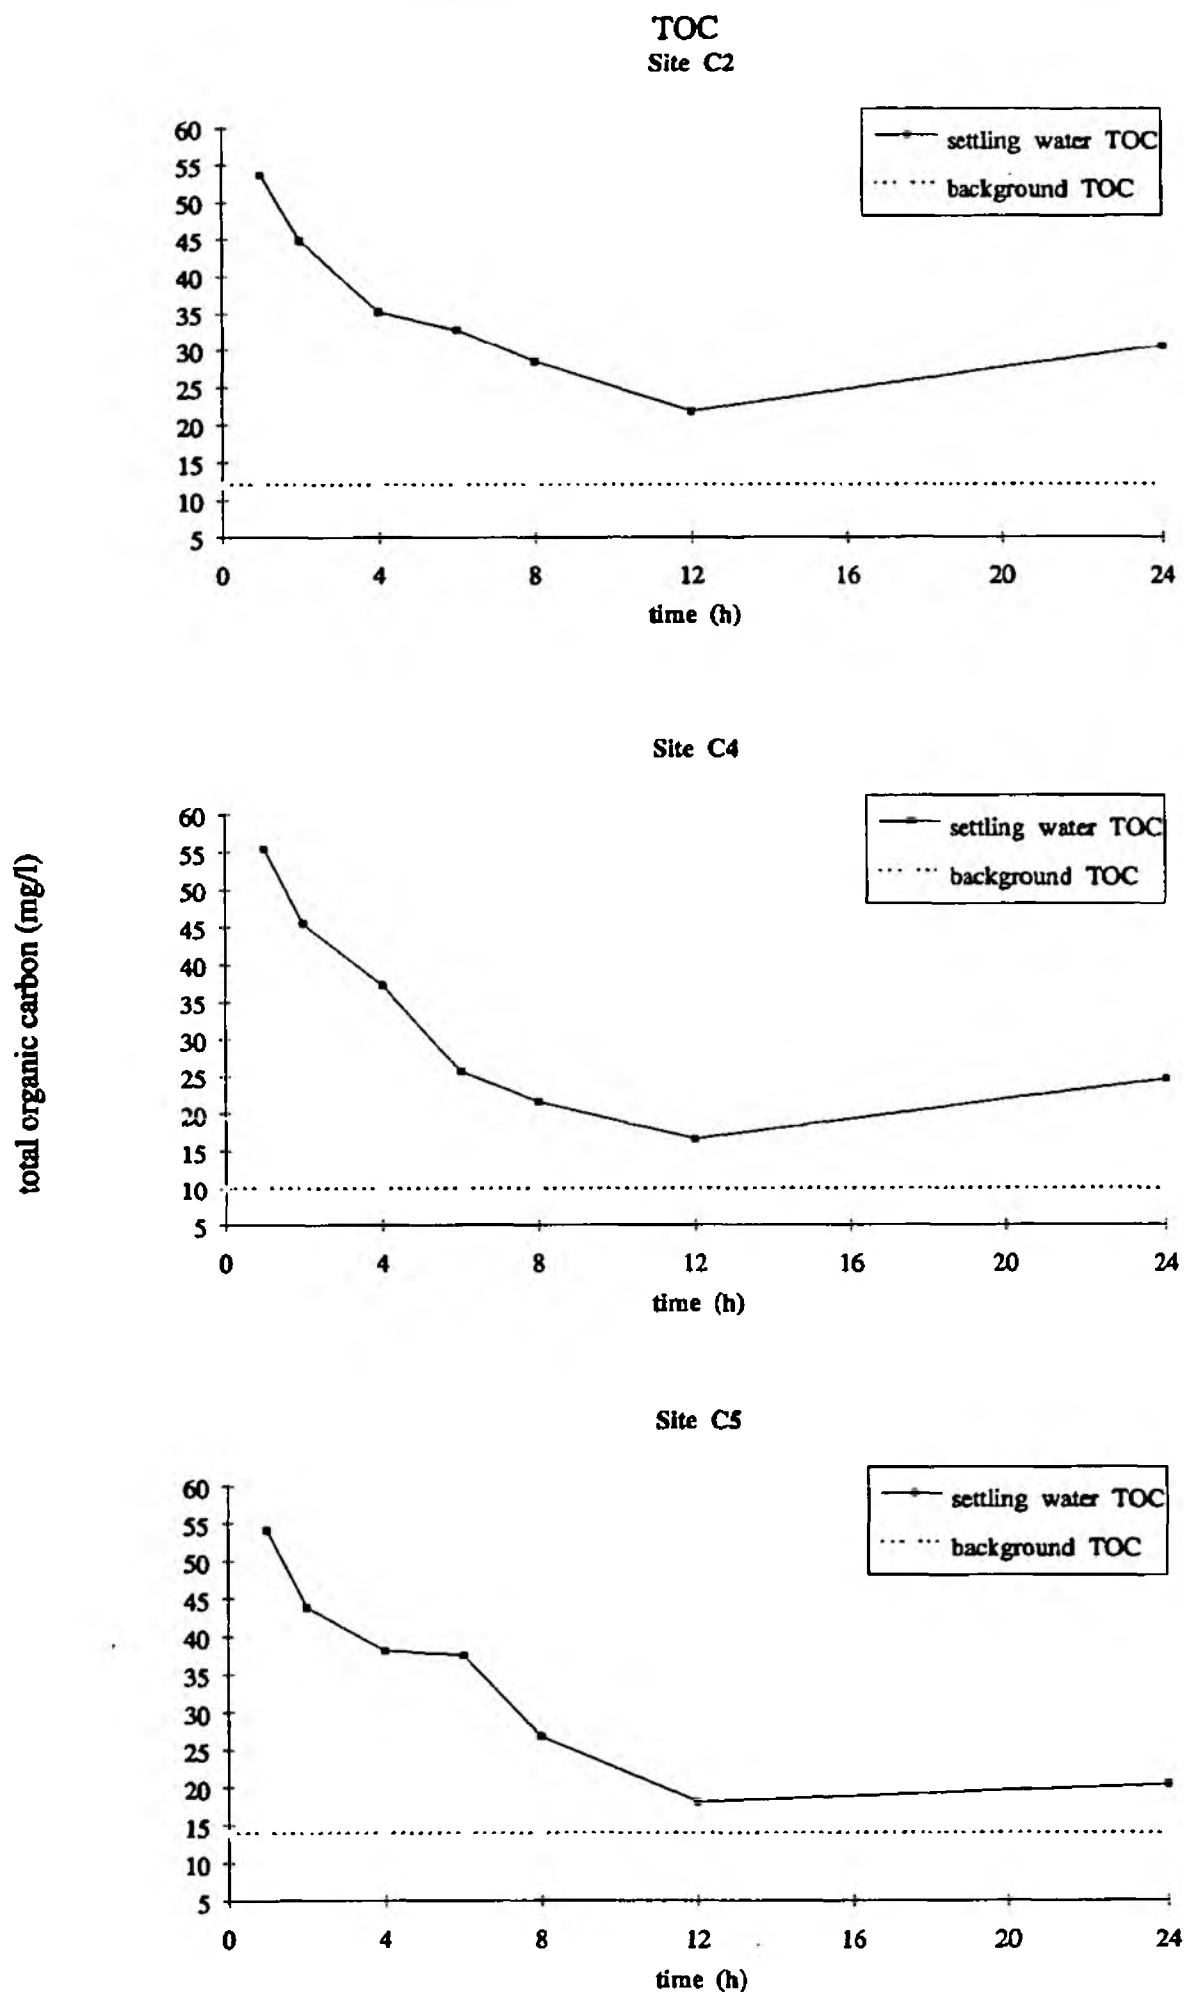 TOC
Site C2
settling water TOC
background TOC
60
55
50
45
40
35
30
25
20
15
10
5
0 4 8 12 16 20 24
time (h)
total organic carbon (mg/l)
Site C4
settling water TOC
background TOC
60
55
50
45
40
35
30
25
20
15
10
5
0 4 8 12 16 20 24
time (h)
Site C5
settling water TOC
background TOC
60
55
50
45
40
35
30
25
20
15
10
5
0 4 8 12 16 20 24
time (h)